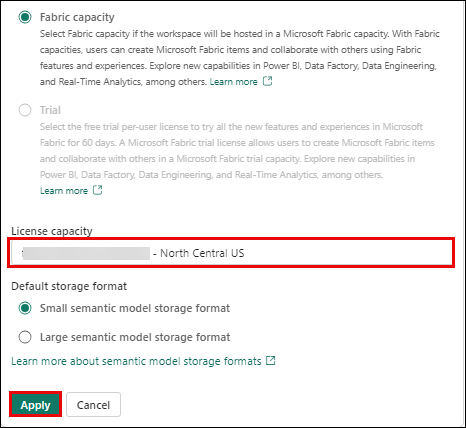 Fabric capacity
Select Fabric capacity if the workspace will be hosted in a Microsoft Fabric capacity. With Fabric
capacities, users can create Microsoft Fabric items and collaborate with others using Fabric
features and experiences. Explore new capabilities in Power BI, Data Factory, Data Engineering,
and Real-Time Analytics, among others. Learn more
Trial
Select the free trial per-user license to try all the new features and experiences in Microsoft
Fabric for 60 days. A Microsoft Fabric trial license allows users to create Microsoft Fabric items
and collaborate with others in a Microsoft Fabric trial capacity. Explore new capabilities in
Power BI, Data Factory, Data Engineering, and Real-Time Analytics, among others.
Learn more
License capacity
- North Central US
Default storage format
Small semantic model storage format
Large semantic model storage format
Learn more about semantic model storage formats
Apply Cancel